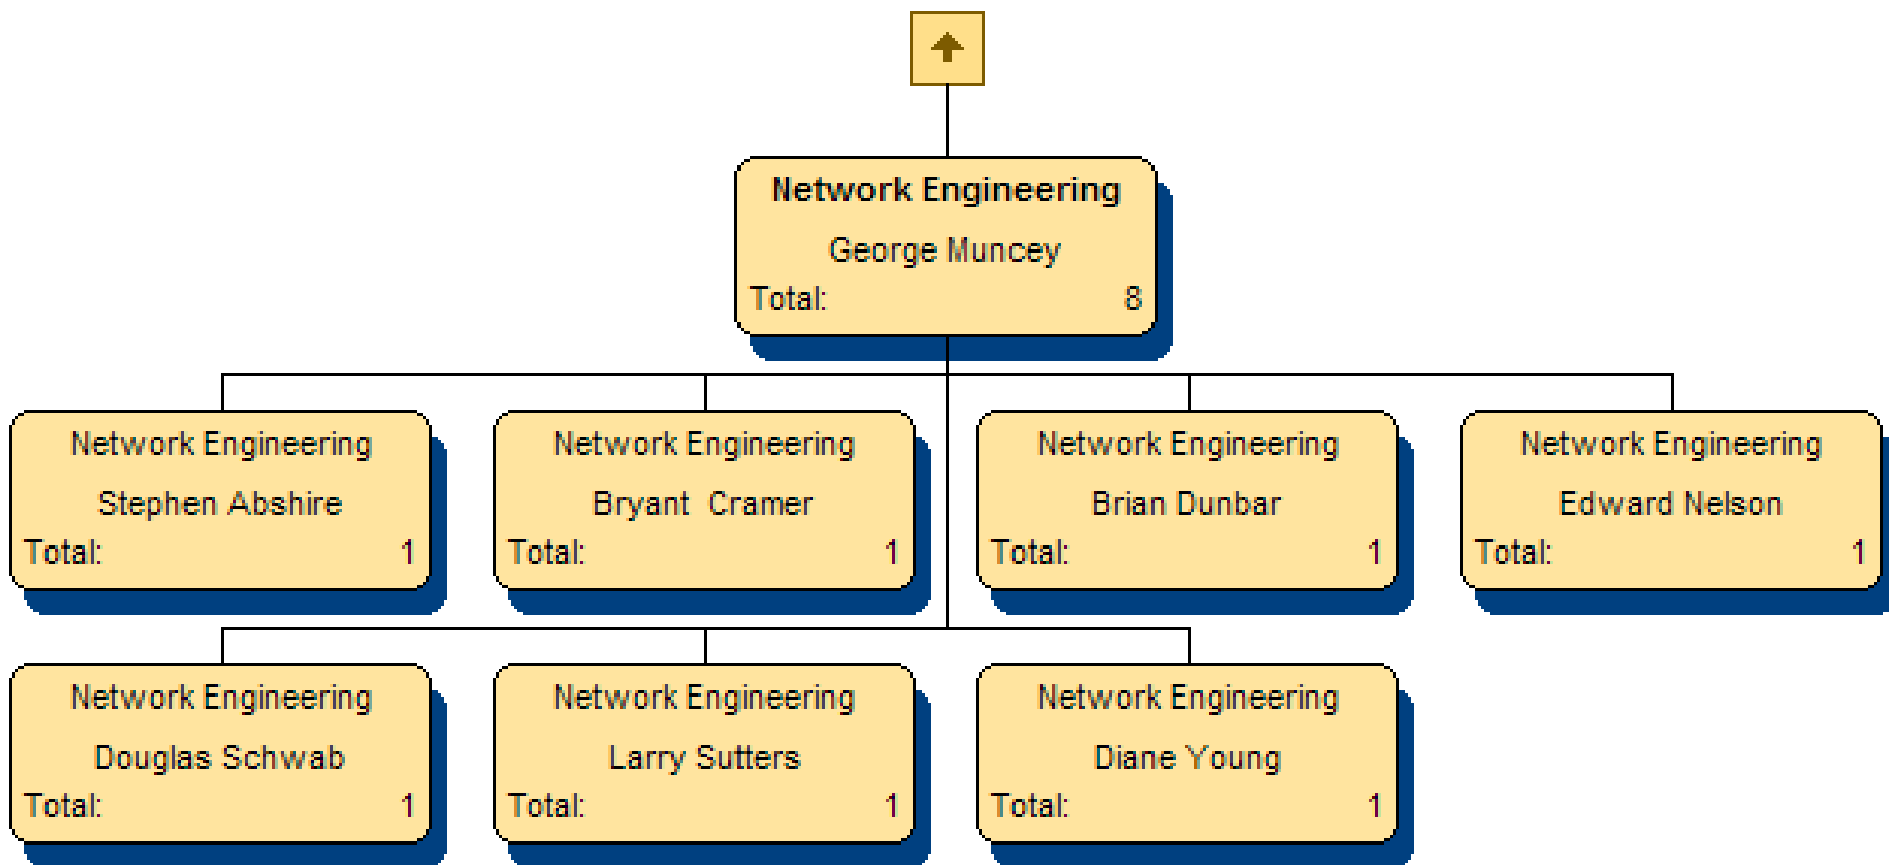 Network Engineering
George Muncey
Total: 8
Network Engineering
Stephen Abshire
Total: 1
Network Engineering
Bryant  Cramer
Total: 1
Network Engineering
Brian Dunbar
Total: 1
Network Engineering
Edward Nelson
Total: 1
Network Engineering
Douglas Schwab
Total: 1
Network Engineering
Larry Sutters
Total: 1
Network Engineering
Diane Young
Total: 1